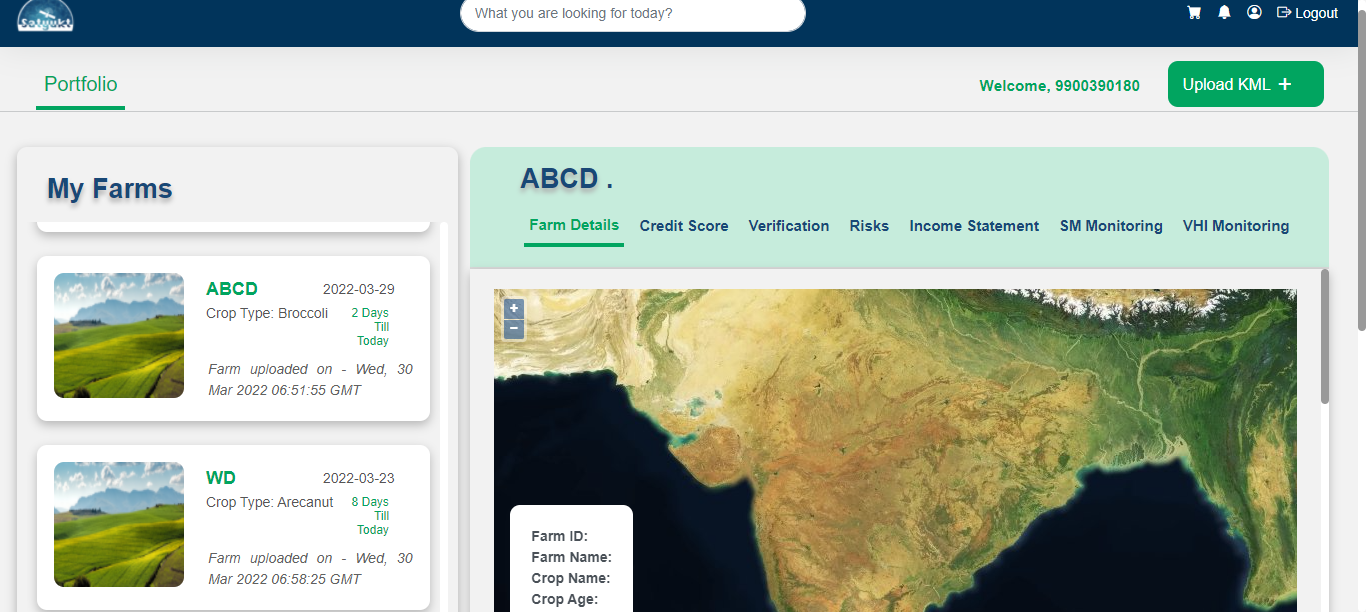 Satyukt
What you are looking for today?
Logout
Portfolio
Welcome, 9900390180
Upload KML +
My Farms
ABCD
2022-03-29
Crop Type: Broccoli
2 Days
Till
Today
Farm uploaded on - Wed, 30
Mar 2022 06:51:55 GMT
WD
2022-03-23
Crop Type: Arecanut
8 Days
Till
Today
Farm uploaded on - Wed, 30
Mar 2022 06:58:25 GMT
ABCD .
Farm Details Credit Score Verification Risks Income Statement SM Monitoring VHI Monitoring
+
−
Farm ID:
Farm Name:
Crop Name:
Crop Age: